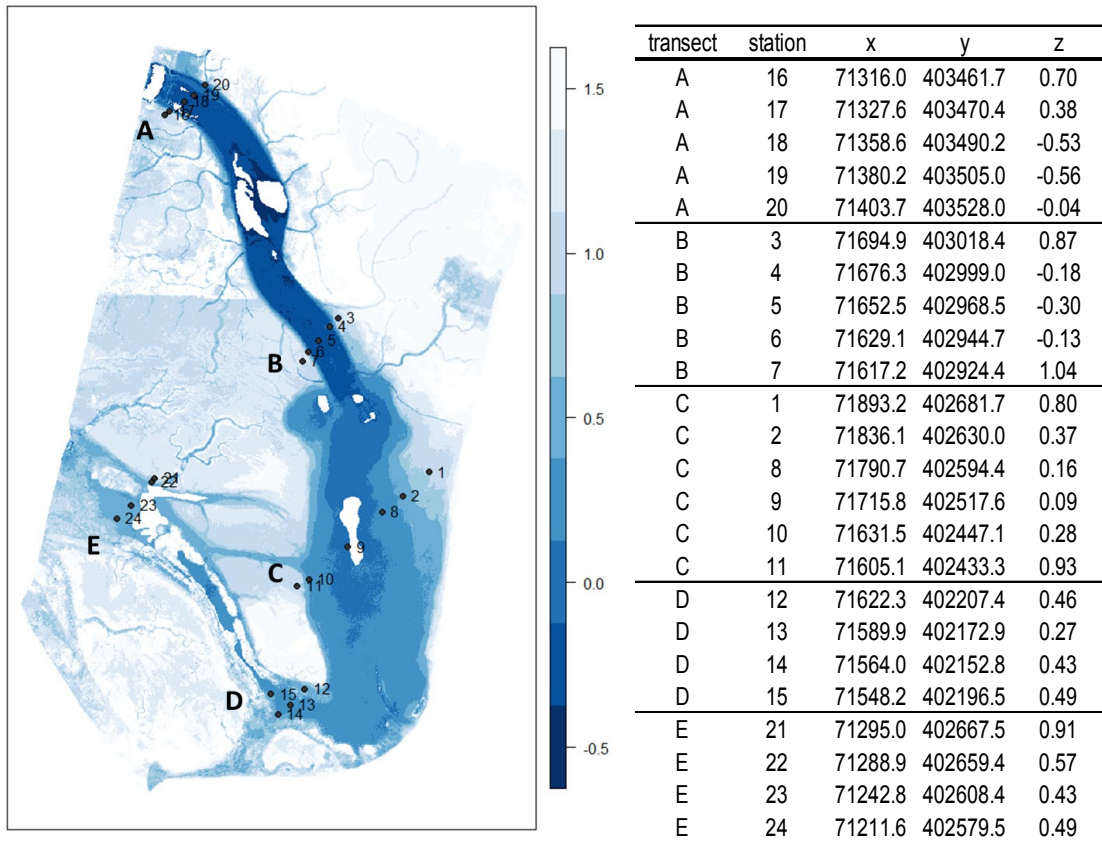 20
19
18
17
16
A
3
4
5
6
7
B
1
2
8
9
21
22
23
24
E
10
11
C
12
15
13
14
D
1.5
1.0
0.5
0.0
-0.5
transect station x y z
A 16 71316.0 403461.7 0.70
A 17 71327.6 403470.4 0.38
A 18 71358.6 403490.2 -0.53
A 19 71380.2 403505.0 -0.56
A 20 71403.7 403528.0 -0.04
B 3 71694.9 403018.4 0.87
B 4 71676.3 402999.0 -0.18
B 5 71652.5 402968.5 -0.30
B 6 71629.1 402944.7 -0.13
B 7 71617.2 402924.4 1.04
C 1 71893.2 402681.7 0.80
C 2 71836.1 402630.0 0.37
C 8 71790.7 402594.4 0.16
C 9 71715.8 402517.6 0.09
C 10 71631.5 402447.1 0.28
C 11 71605.1 402433.3 0.93
D 12 71622.3 402207.4 0.46
D 13 71589.9 402172.9 0.27
D 14 71564.0 402152.8 0.43
D 15 71548.2 402196.5 0.49
E 21 71295.0 402667.5 0.91
E 22 71288.9 402659.4 0.57
E 23 71242.8 402608.4 0.43
E 24 71211.6 402579.5 0.49